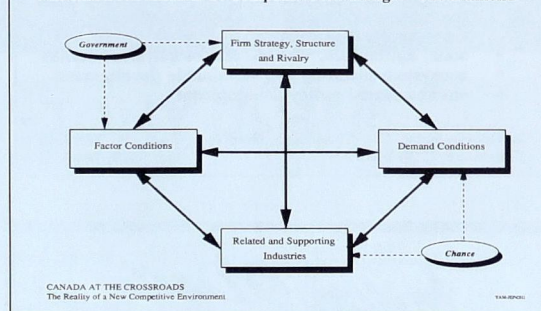 Government
Firm Strategy, Structure
and Rivalry
Factor Conditions
Demand Conditions
Related and Supporting
Industries
Chance
CANADA AT THE CROSSROADS
The Reality of a New Competitive Environment